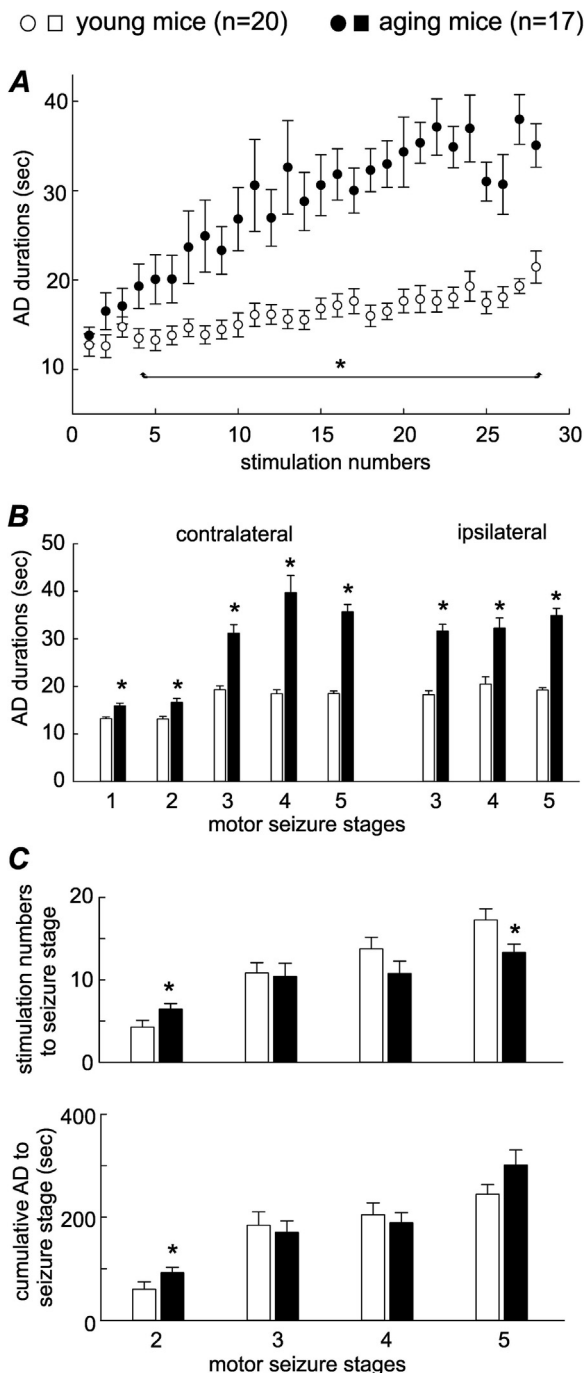 ○ □ young mice (n=20) ● ■ aging mice (n=17)
A
AD durations (sec)
40
30
20
10
*
0 5 10 15 20 25 30
stimulation numbers
B
contralateral ipsilateral
AD durations (sec)
50
40
30
20
10
0
* * * * * * * *
1 2 3 4 5 3 4 5
motor seizure stages
C
stimulation numbers
to seizure stage
20
10
0
* *
cumulative AD to
seizure stage (sec)
400
200
0
*
2 3 4 5
motor seizure stages